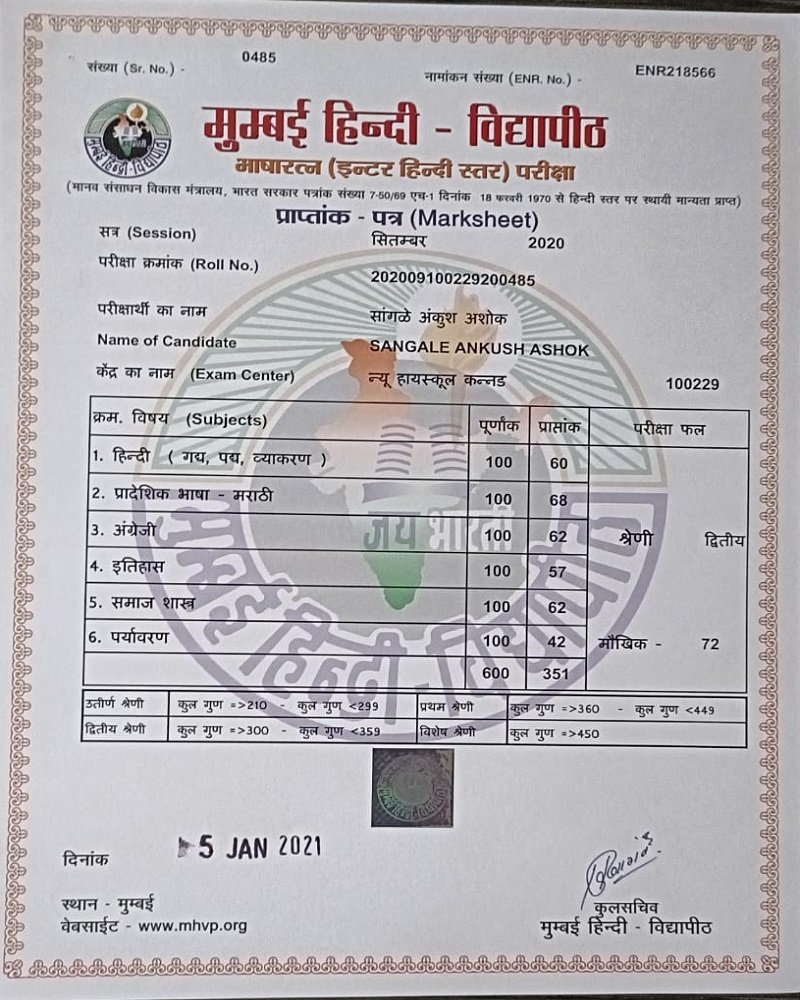 संख्या (Sr. No.) - 0485 नामांकन संख्या (ENR. No.) - ENR218566
मुम्बई हिन्दी - विद्यापीठ
मुम्बई हिन्दी-विद्यापीठ
भाषारत्न (इन्टर हिन्दी स्तर) परीक्षा
(मानव संसाधन विकास मंत्रालय, भारत सरकार पत्रांक संख्या 7-50/69 एच-1 दिनांक 18 फरवरी 1970 से हिन्दी स्तर पर स्थायी मान्यता प्राप्त)
प्राप्तांक - पत्र (Marksheet)
सत्र (Session) सितम्बर 2020
परीक्षा क्रमांक (Roll No.) 202009100229200485
परीक्षार्थी का नाम सांगळे अंकुश अशोक
Name of Candidate SANGALE ANKUSH ASHOK
केंद्र का नाम (Exam Center) न्यू हायस्कूल कन्नड 100229
क्रम. विषय (Subjects) पूर्णांक प्राप्तांक परीक्षा फल
1. हिन्दी ( गद्य, पद्य, व्याकरण ) 100 60
2. प्रादेशिक भाषा - मराठी 100 68
3. अंग्रेजी 100 62 श्रेणी द्वितीय
जय भारती
4. इतिहास 100 57
5. समाज शास्त्र 100 62
6. पर्यावरण 100 42 मौखिक - 72
600 351
मुम्बई हिन्दी-विद्यापीठ
उतीर्ण श्रेणी कुल गुण =>210 - कुल गुण <299 प्रथम श्रेणी कुल गुण =>360 - कुल गुण <449
द्वितीय श्रेणी कुल गुण =>300 - कुल गुण <359 विशेष श्रेणी कुल गुण =>450
दिनांक 5 JAN 2021
स्थान - मुम्बई कुलसचिव
वेबसाईट - www.mhvp.org मुम्बई हिन्दी - विद्यापीठ